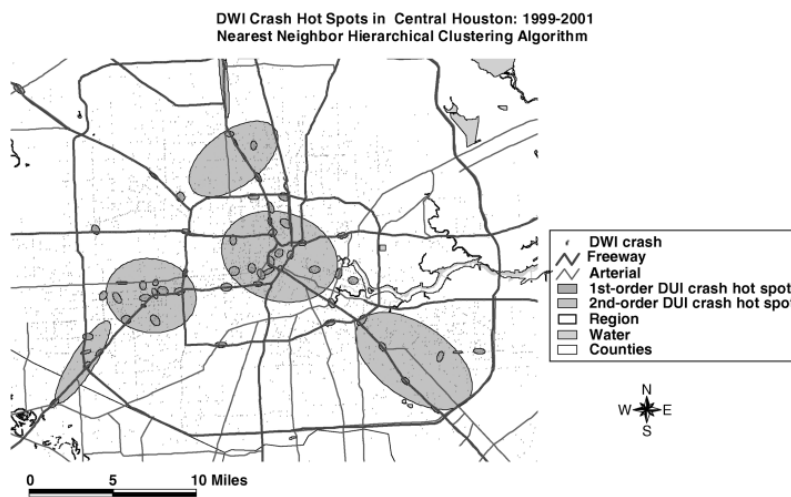 DWI Crash Hot Spots in Central Houston: 1999-2001
Nearest Neighbor Hierarchical Clustering Algorithm
DWI crash
Freeway
Arterial
1st-order DUI crash hot spot
2nd-order DUI crash hot spot
Region
Water
Counties
N
W E
S
0 5 10 Miles